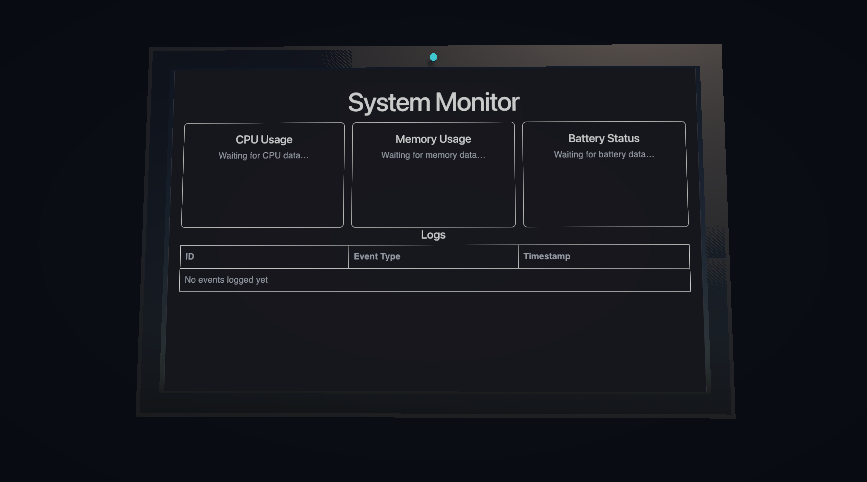 System Monitor
CPU Usage
Waiting for CPU data...
Memory Usage
Waiting for memory data...
Battery Status
Waiting for battery data...
Logs
ID Event Type Timestamp
No events logged yet